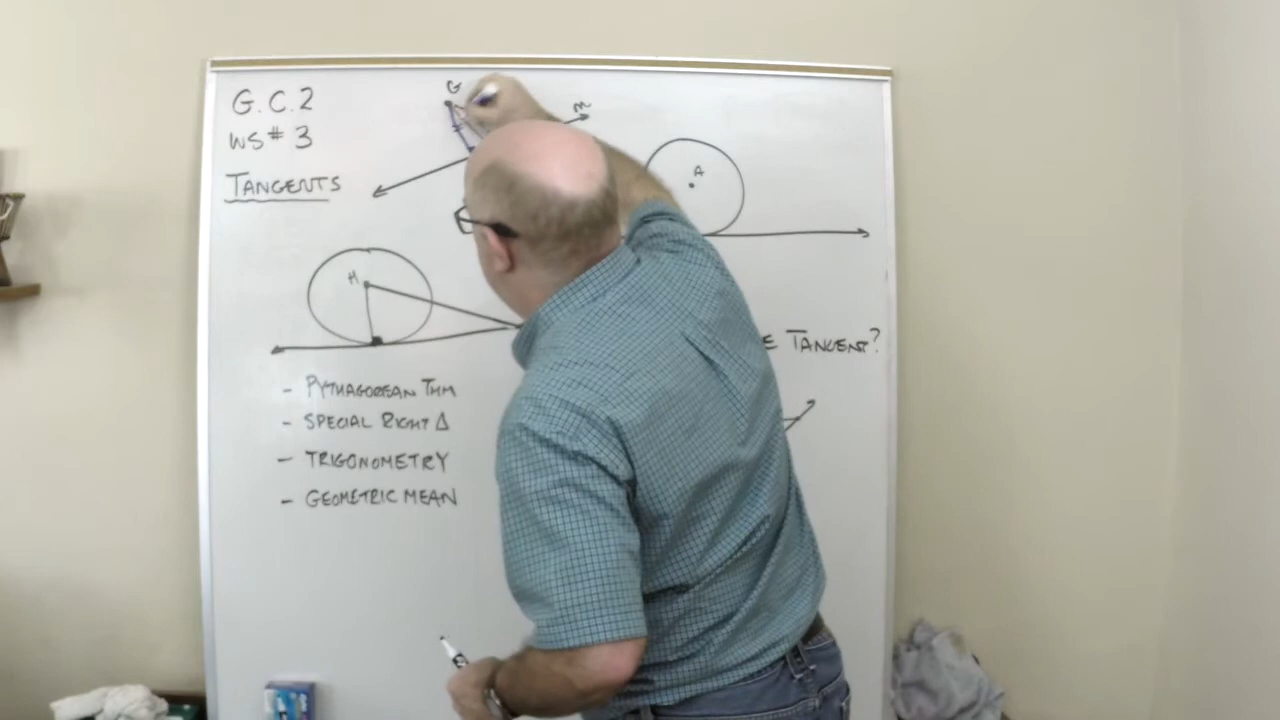 G.C.2
WS# 3
TANGENTS
G
m
A
H
E TANGENT?
- PYTHAGOREAN THM
- SPECIAL RIGHT Δ
- TRIGONOMETRY
- GEOMETRIC MEAN